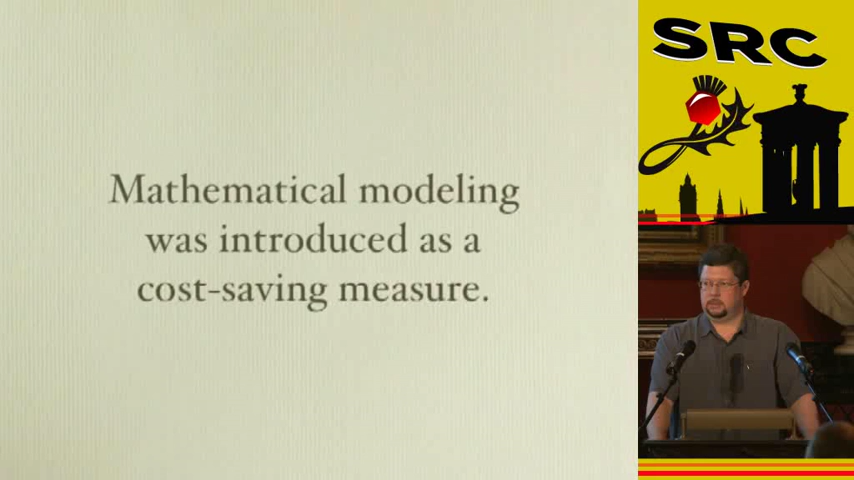 Mathematical modeling
was introduced as a
cost-saving measure.
SRC